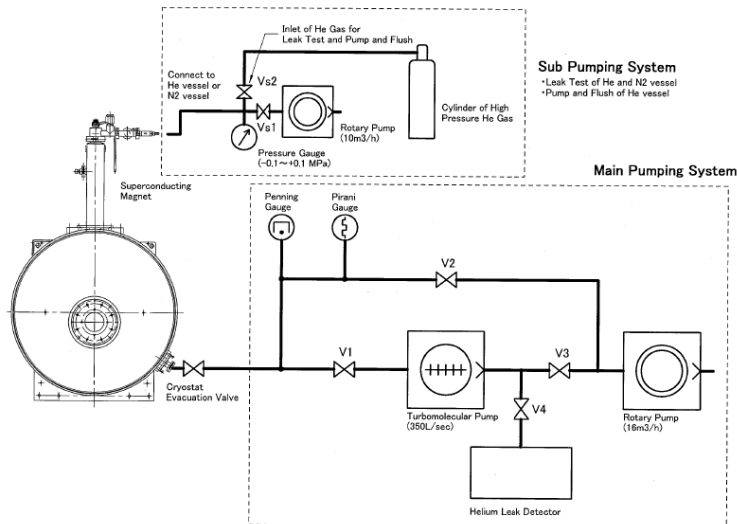 Inlet of He Gas for
Leak Test and Pump and Flush
Connect to
He vessel or
N2 vessel
Vs2
Vs1
Rotary Pump
(10m3/h)
Pressure Gauge
(-0.1～+0.1 MPa)
Cylinder of High
Pressure He Gas
Sub Pumping System
・Leak Test of He and N2 vessel
・Pump and Flush of He vessel
Main Pumping System
Superconducting
Magnet
Penning
Gauge
Pirani
Gauge
V2
V1
V3
V4
Cryostat
Evacuation Valve
Turbomolecular Pump
(350L/sec)
Rotary Pump
(16m3/h)
Helium Leak Detector